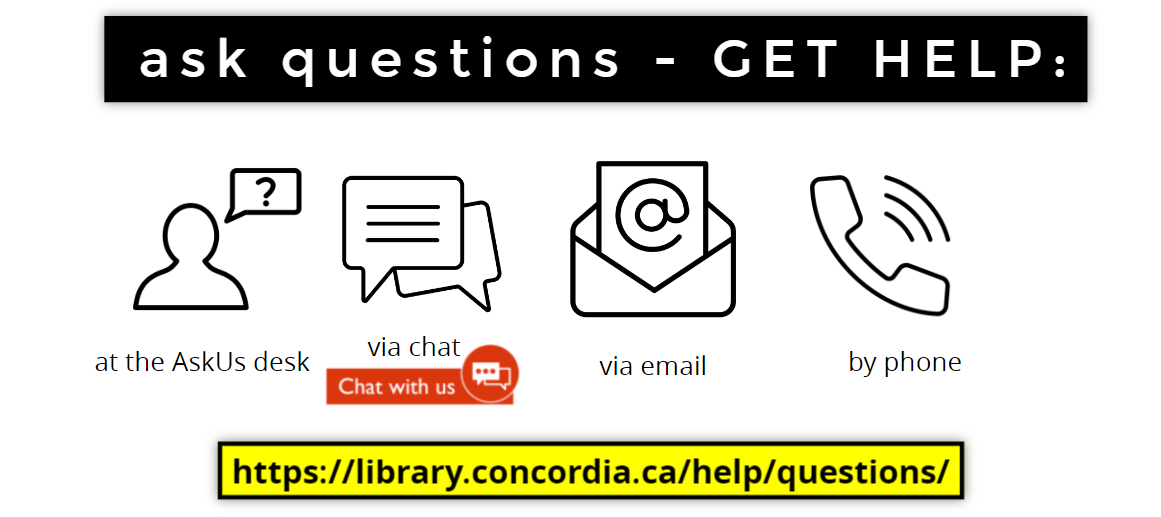 ask questions - GET HELP:
?
@
at the AskUs desk
via chat
Chat with us
via email
by phone
https://library.concordia.ca/help/questions/